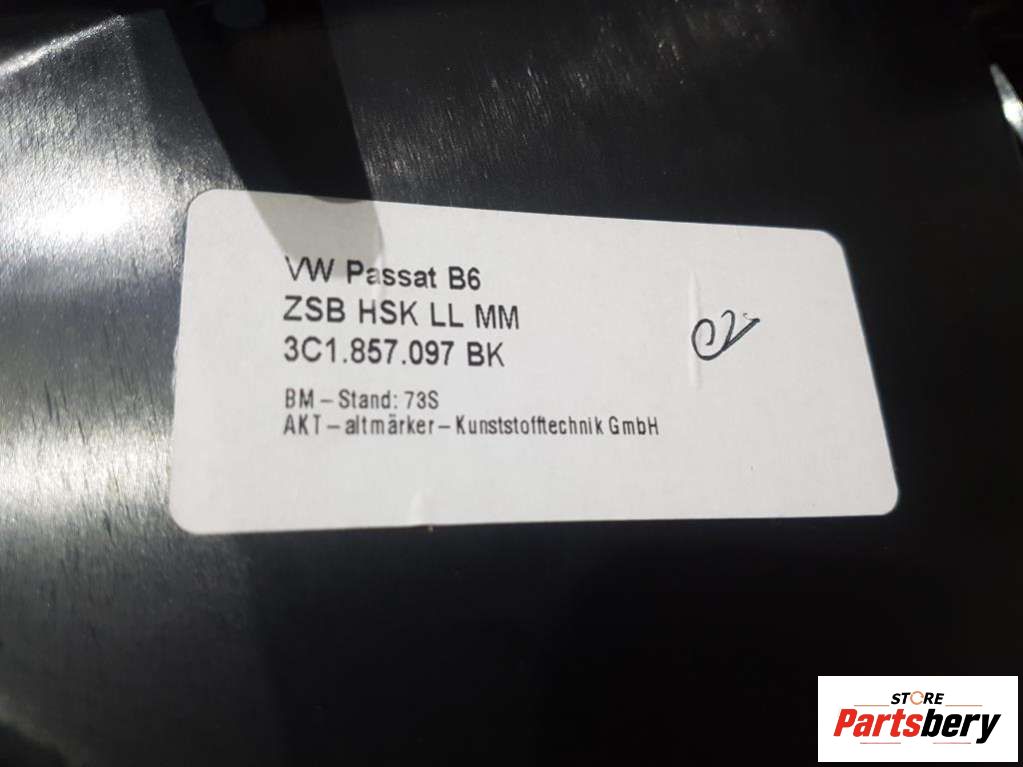 VW Passat B6
ZSB HSK LL MM
3C1.857.097 BK
02
BM – Stand: 73S
AKT – altmärker – Kunststofftechnik GmbH
STORE
Partsbery